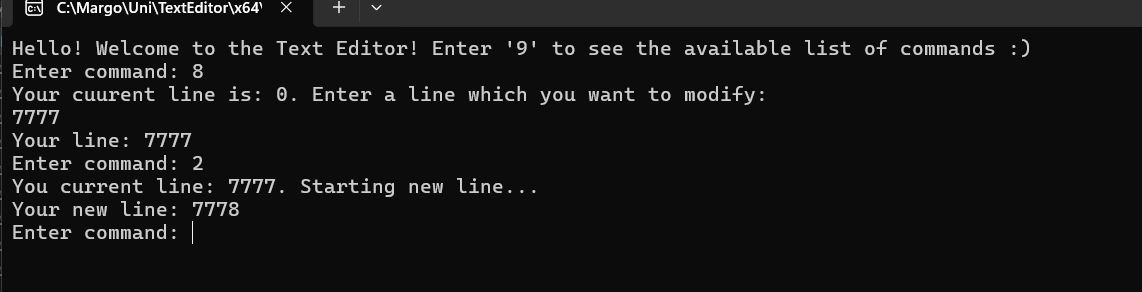 C:\Margo\Uni\TextEditor\x64\
Hello! Welcome to the Text Editor! Enter '9' to see the available list of commands :)
Enter command: 8
Your cuurent line is: 0. Enter a line which you want to modify:
7777
Your line: 7777
Enter command: 2
You current line: 7777. Starting new line...
Your new line: 7778
Enter command: